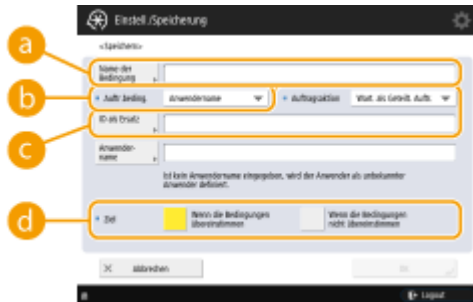 a
Einstell./Speicherung
<Speichern>
Name der
Bedingung
b
Auftr.beding. Anwendername Auftragsaktion Wart. als Geteilt. Auftr.
c
ID als Ersatz
Anwender-
name
Ist kein Anwendername eingegeben, wird der Anwender als unbekannter
Anwender definiert.
d
Ziel
Wenn die Bedingungen
übereinstimmen
Wenn die Bedingungen
nicht übereinstimmen
Abbrechen
Logout